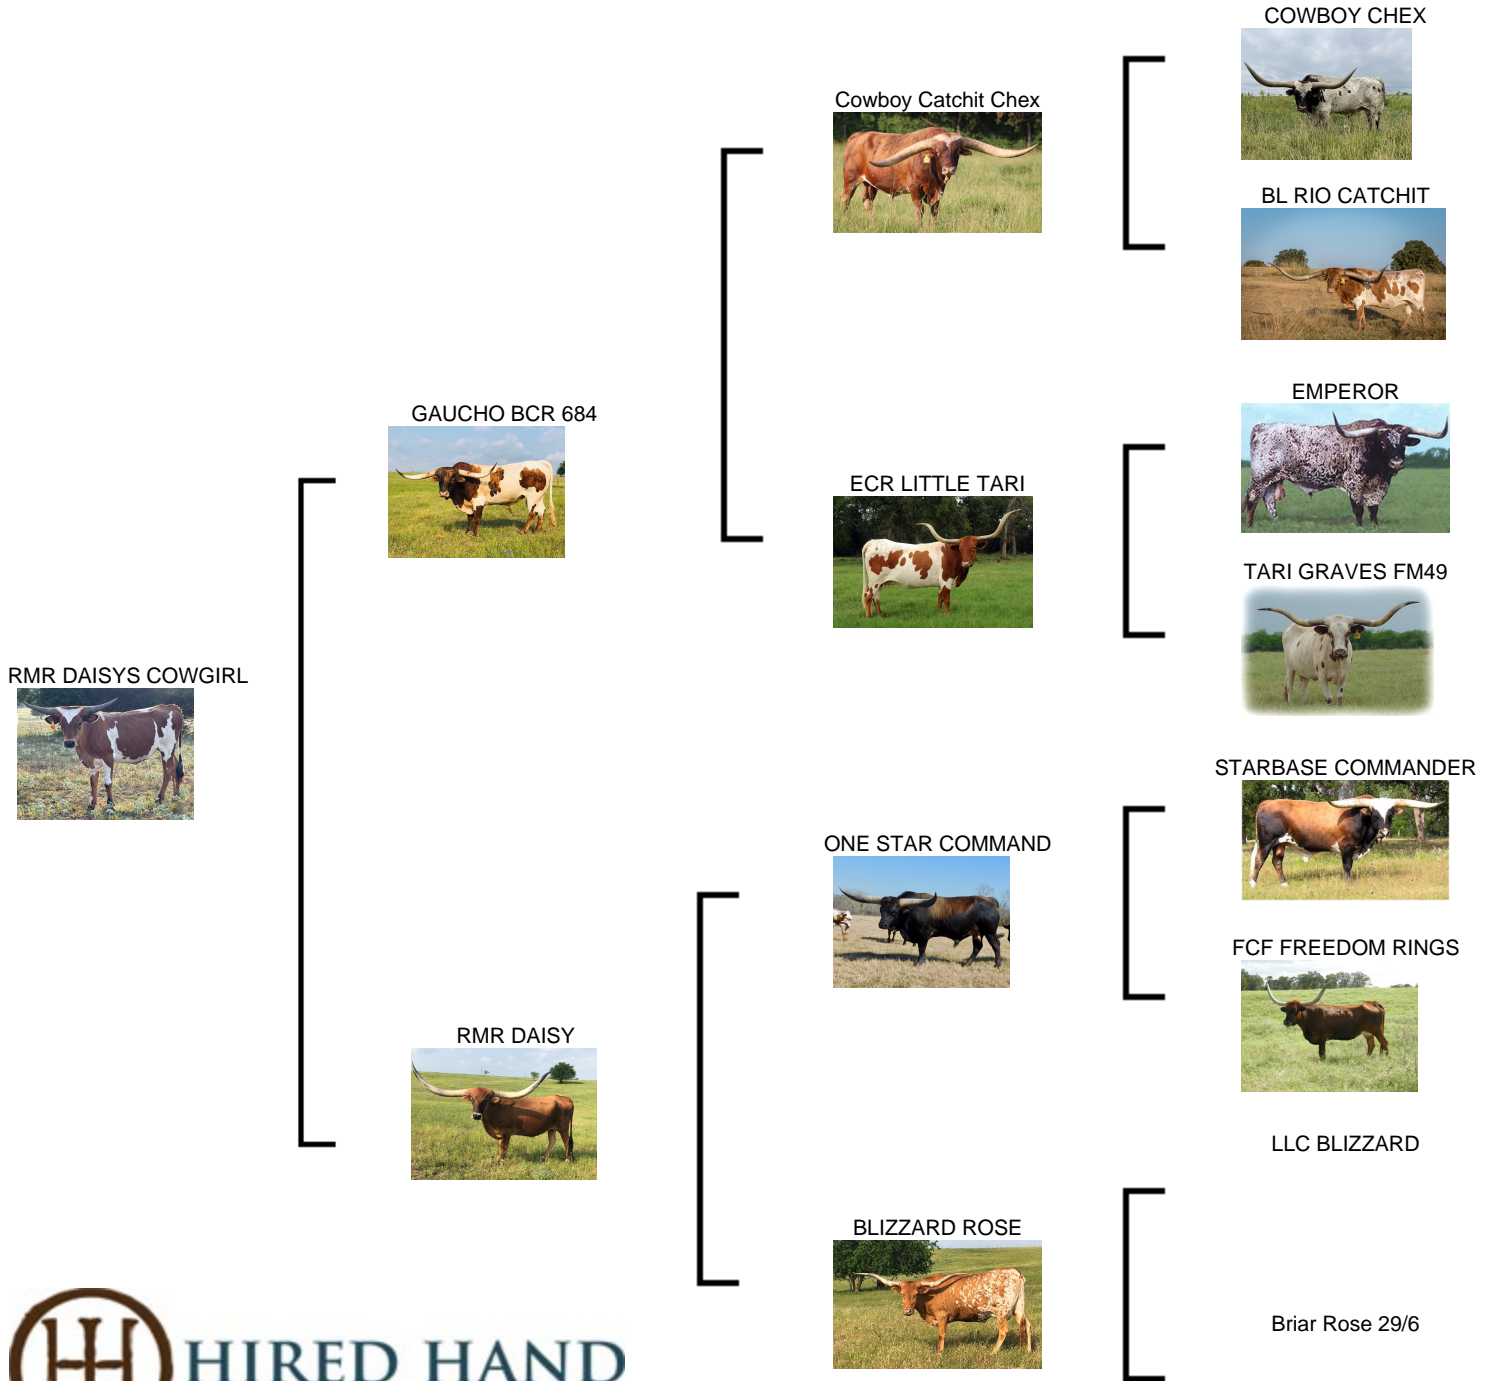 COWBOY CHEX
Cowboy Catchit Chex
BL RIO CATCHIT
GAUCHO BCR 684
EMPEROR
ECR LITTLE TARI
TARI GRAVES FM49
RMR DAISYS COWGIRL
STARBASE COMMANDER
ONE STAR COMMAND
FCF FREEDOM RINGS
RMR DAISY
LLC BLIZZARD
BLIZZARD ROSE
Briar Rose 29/6
HIRED HAND